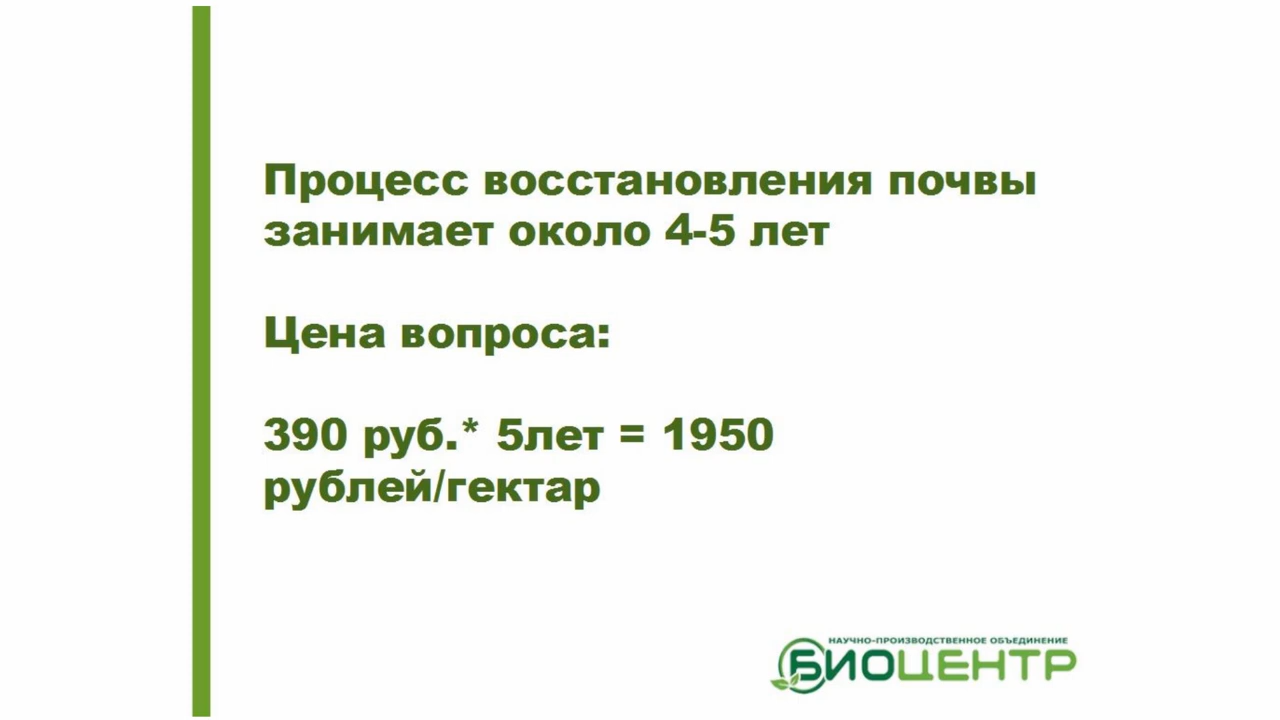 Процесс восстановления почвы
занимает около 4-5 лет
Цена вопроса:
390 руб.* 5лет = 1950
рублей/гектар
НАУЧНО-ПРОИЗВОДСТВЕННОЕ ОБЪЕДИНЕНИЕ
БИОЦЕНТР